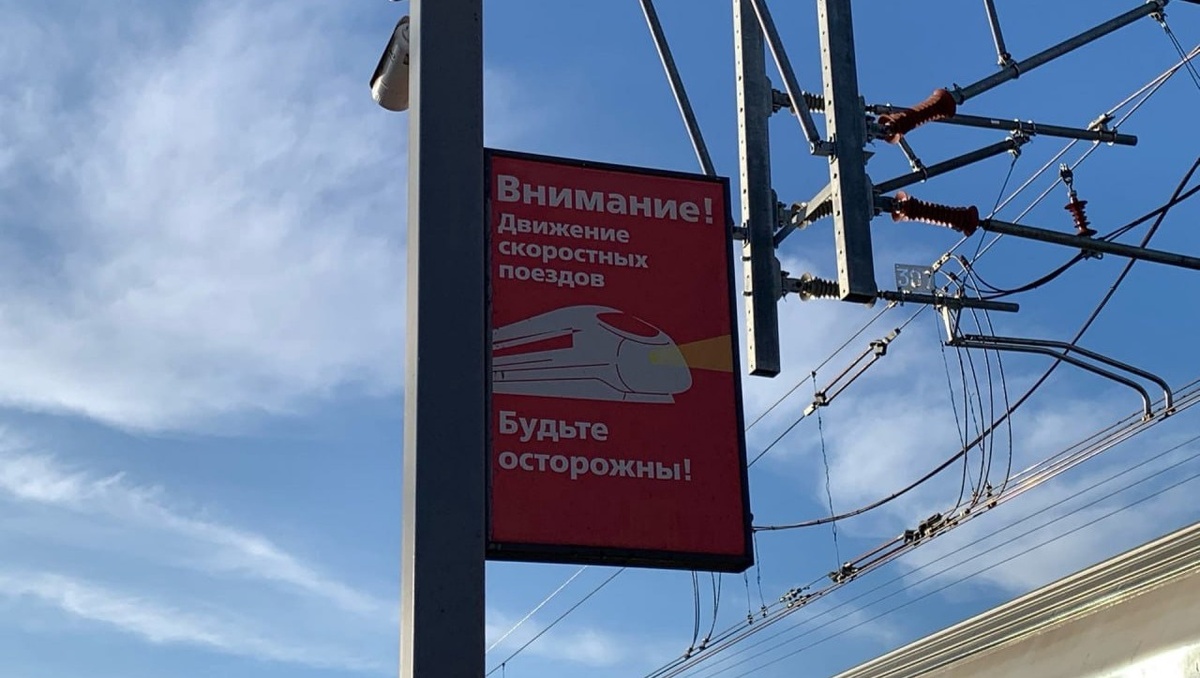 Внимание!
Движение
скоростных
поездов
Будьте
осторожны!
307